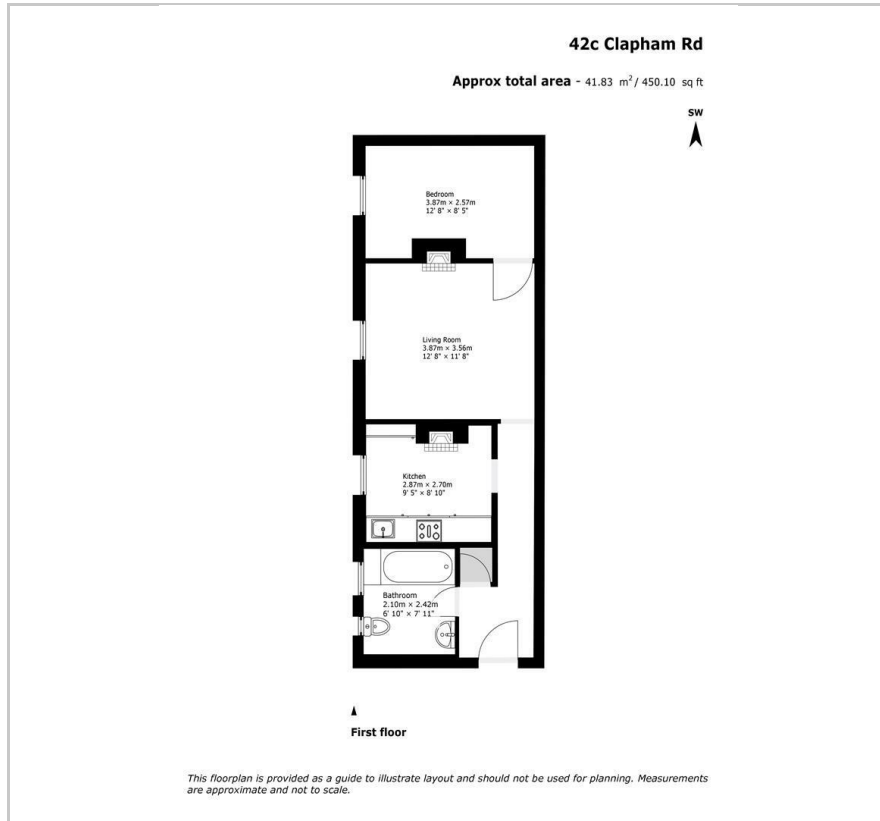 42c Clapham Rd
Approx total area - 41.83 m²/ 450.10 sq ft
SW
Bedroom
3.87m × 2.57m
12' 8" × 8' 5"
Living Room
3.87m × 3.56m
12' 8" × 11' 8"
Kitchen
2.87m × 2.70m
9' 5" × 8' 10"
Bathroom
2.10m × 2.42m
6' 10" × 7' 11"
First floor
This floorplan is provided as a guide to illustrate layout and should not be used for planning. Measurements
are approximate and not to scale.